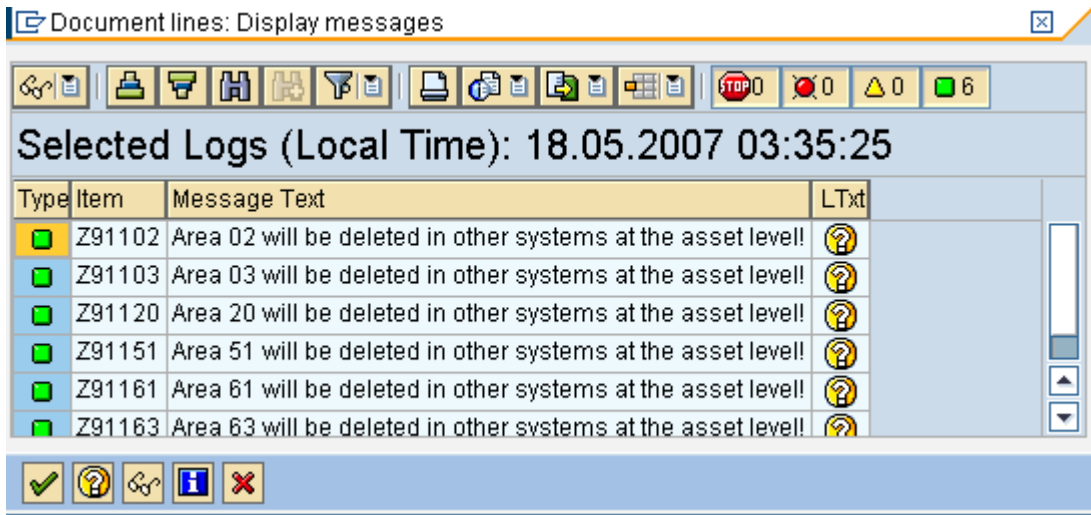 Document lines: Display messages
STOP 0 0 0 6
Selected Logs (Local Time): 18.05.2007 03:35:25
Type Item Message Text LTxt
Z91102 Area 02 will be deleted in other systems at the asset level!
Z91103 Area 03 will be deleted in other systems at the asset level!
Z91120 Area 20 will be deleted in other systems at the asset level!
Z91151 Area 51 will be deleted in other systems at the asset level!
Z91161 Area 61 will be deleted in other systems at the asset level!
Z91163 Area 63 will be deleted in other systems at the asset level!